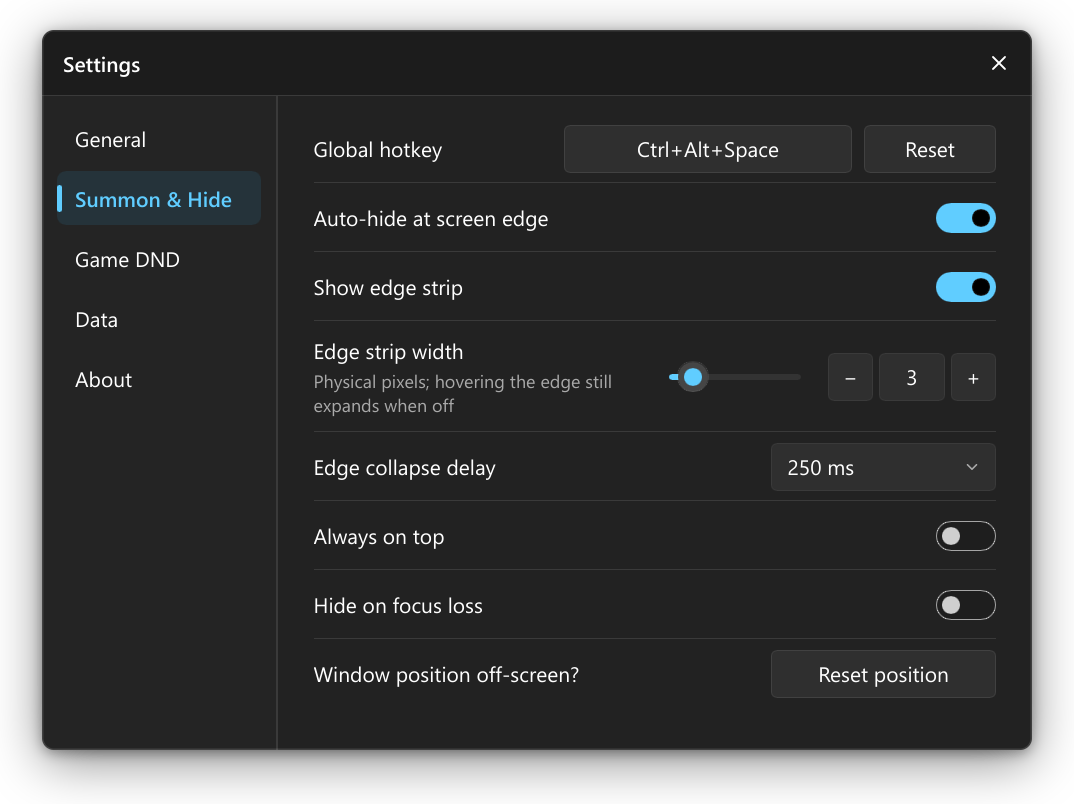 Settings
General
Summon & Hide
Game DND
Data
About
Global hotkey
Ctrl+Alt+Space
Reset
Auto-hide at screen edge
Show edge strip
Edge strip width
Physical pixels; hovering the edge still
expands when off
–
3
+
Edge collapse delay
250 ms
Always on top
Hide on focus loss
Window position off-screen?
Reset position